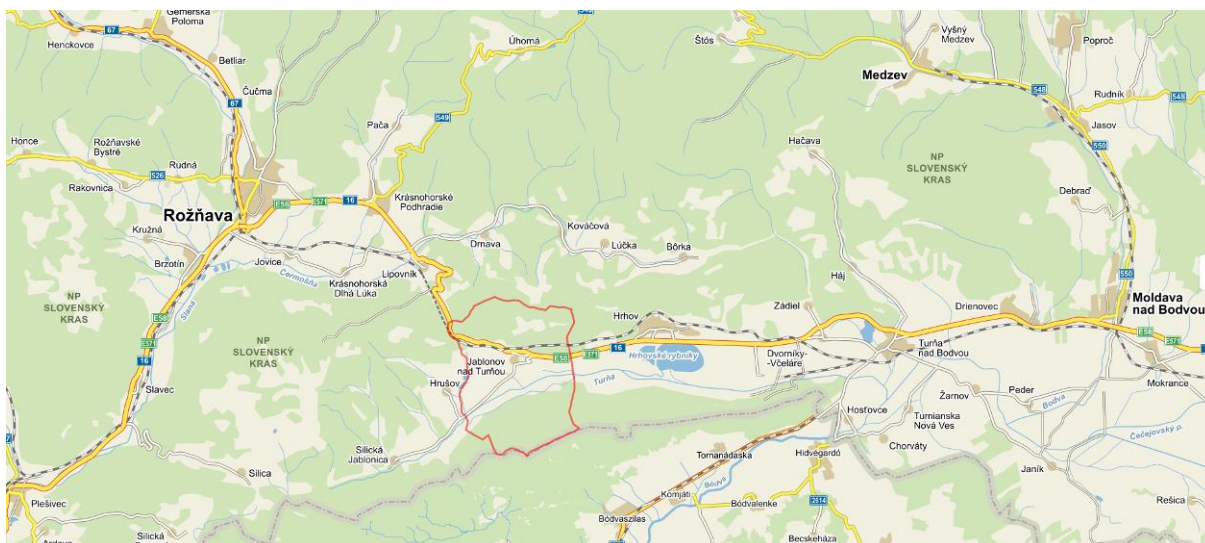 Gemerská
Poloma
Henckovce
67
Betliar
67
Čučma
Úhorná
Štós
Vyšný
Medzev
Poproč
Medzev
548
Rudník
548
Jasov
550
549
Pača
Honce
Rožňavské
Bystré
Rudná
526
Rakovnica
Hačava
NP
SLOVENSKÝ
KRAS
Debraď
Rožňava
E58
E571
16
Krásnohorské
Podhradie
Kružná
Brzotín
Jovice
Čermošňa
Krásnohorská
Dlhá Lúka
Lipovník
Drnava
Kováčová
Lúčka
Bôrka
Háj
550
Moldava
nad Bodvou
NP
SLOVENSKÝ
KRAS
Slaná
E58
E571
16
NP
SLOVENSKÝ
KRAS
Zádiel
Drienovec
Hrhov
E58
E571
16
Hrhovské rybníky
Dvorníky
-Včeláre
Turňa
nad Bodvou
E58
E571
Mokrance
Jablonov
nad Turňou
Hrušov
Turňa
Slavec
Žarnov
Peder
Bodva
Hosťovce
Turnianska
Nová Ves
Chorváty
Čečejovský p.
Silická
Jablonica
Silica
Tornanádaska
Hidvégardó
Janík
Plešivec
Komjáti
Bódva
Bódvalenke
2614
Rešica
Bódvaszilas
Becskeháza
Silická